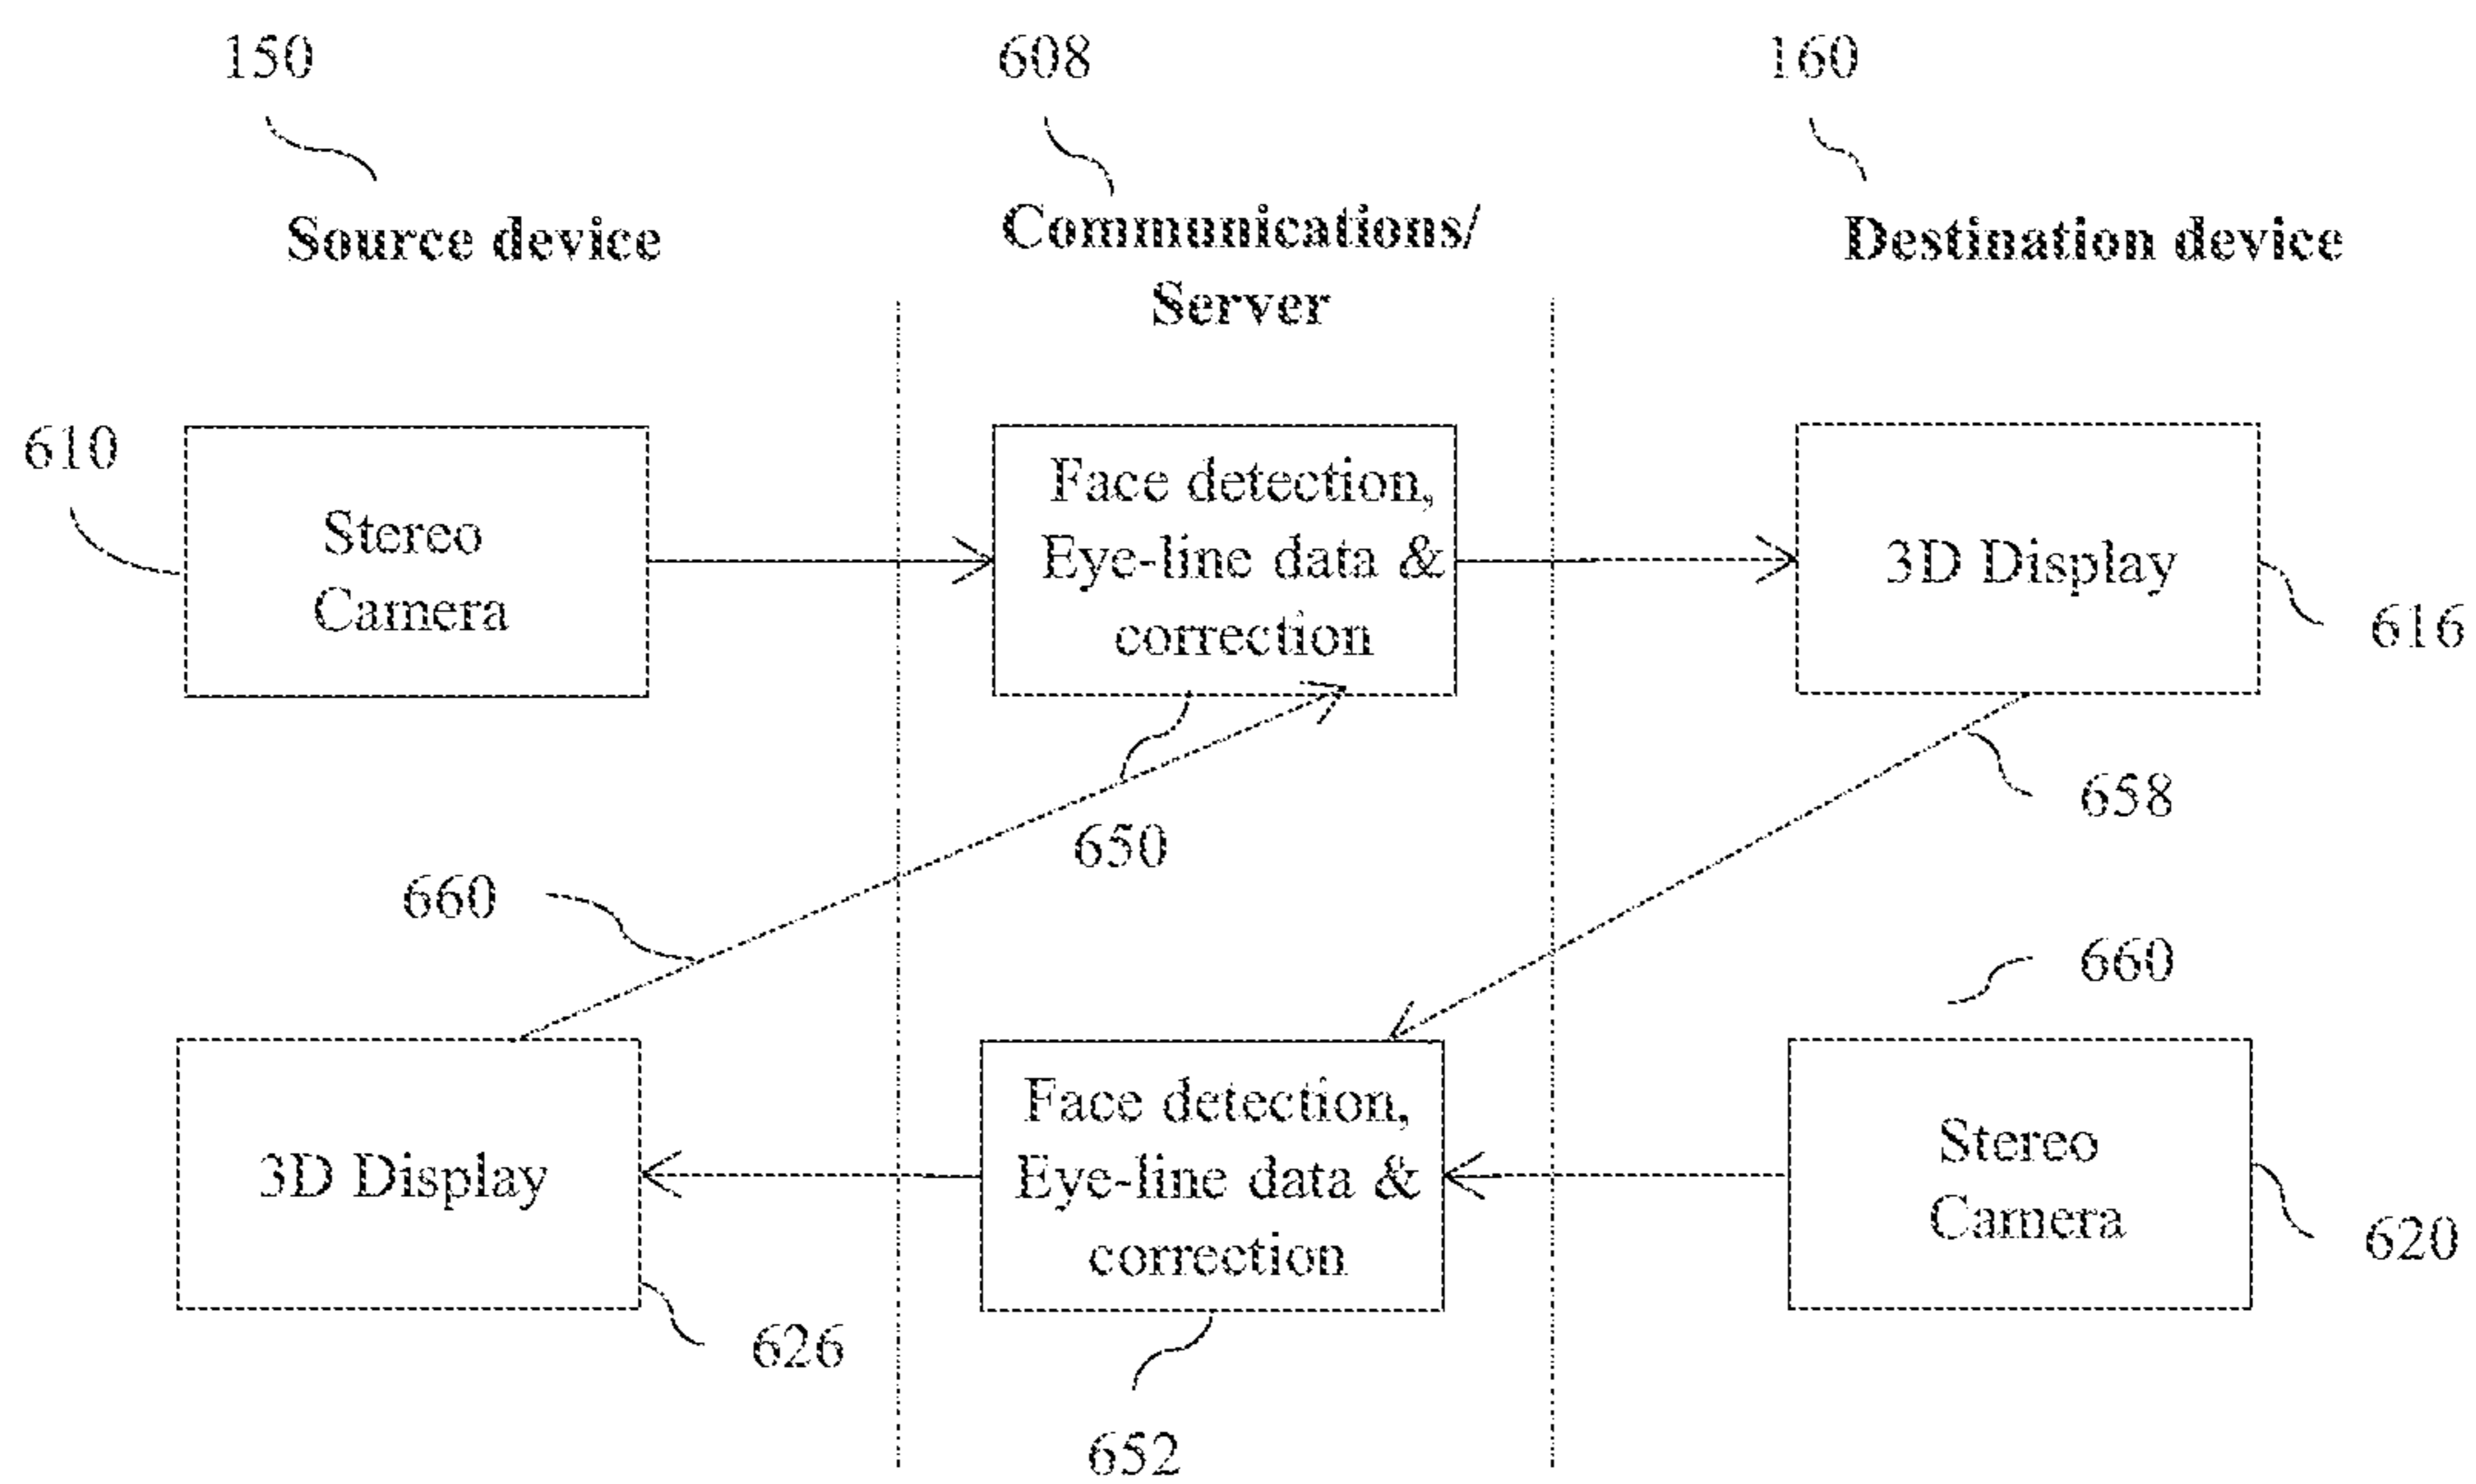 150
608
160
Source device
Communications/
Server
Destination device
610
Stereo
Camera
Face detection,
Eye-line data &
correction
3D Display
616
650
658
660
660
3D Display
626
Face detection,
Eye-line data &
correction
652
Stereo
Camera
620